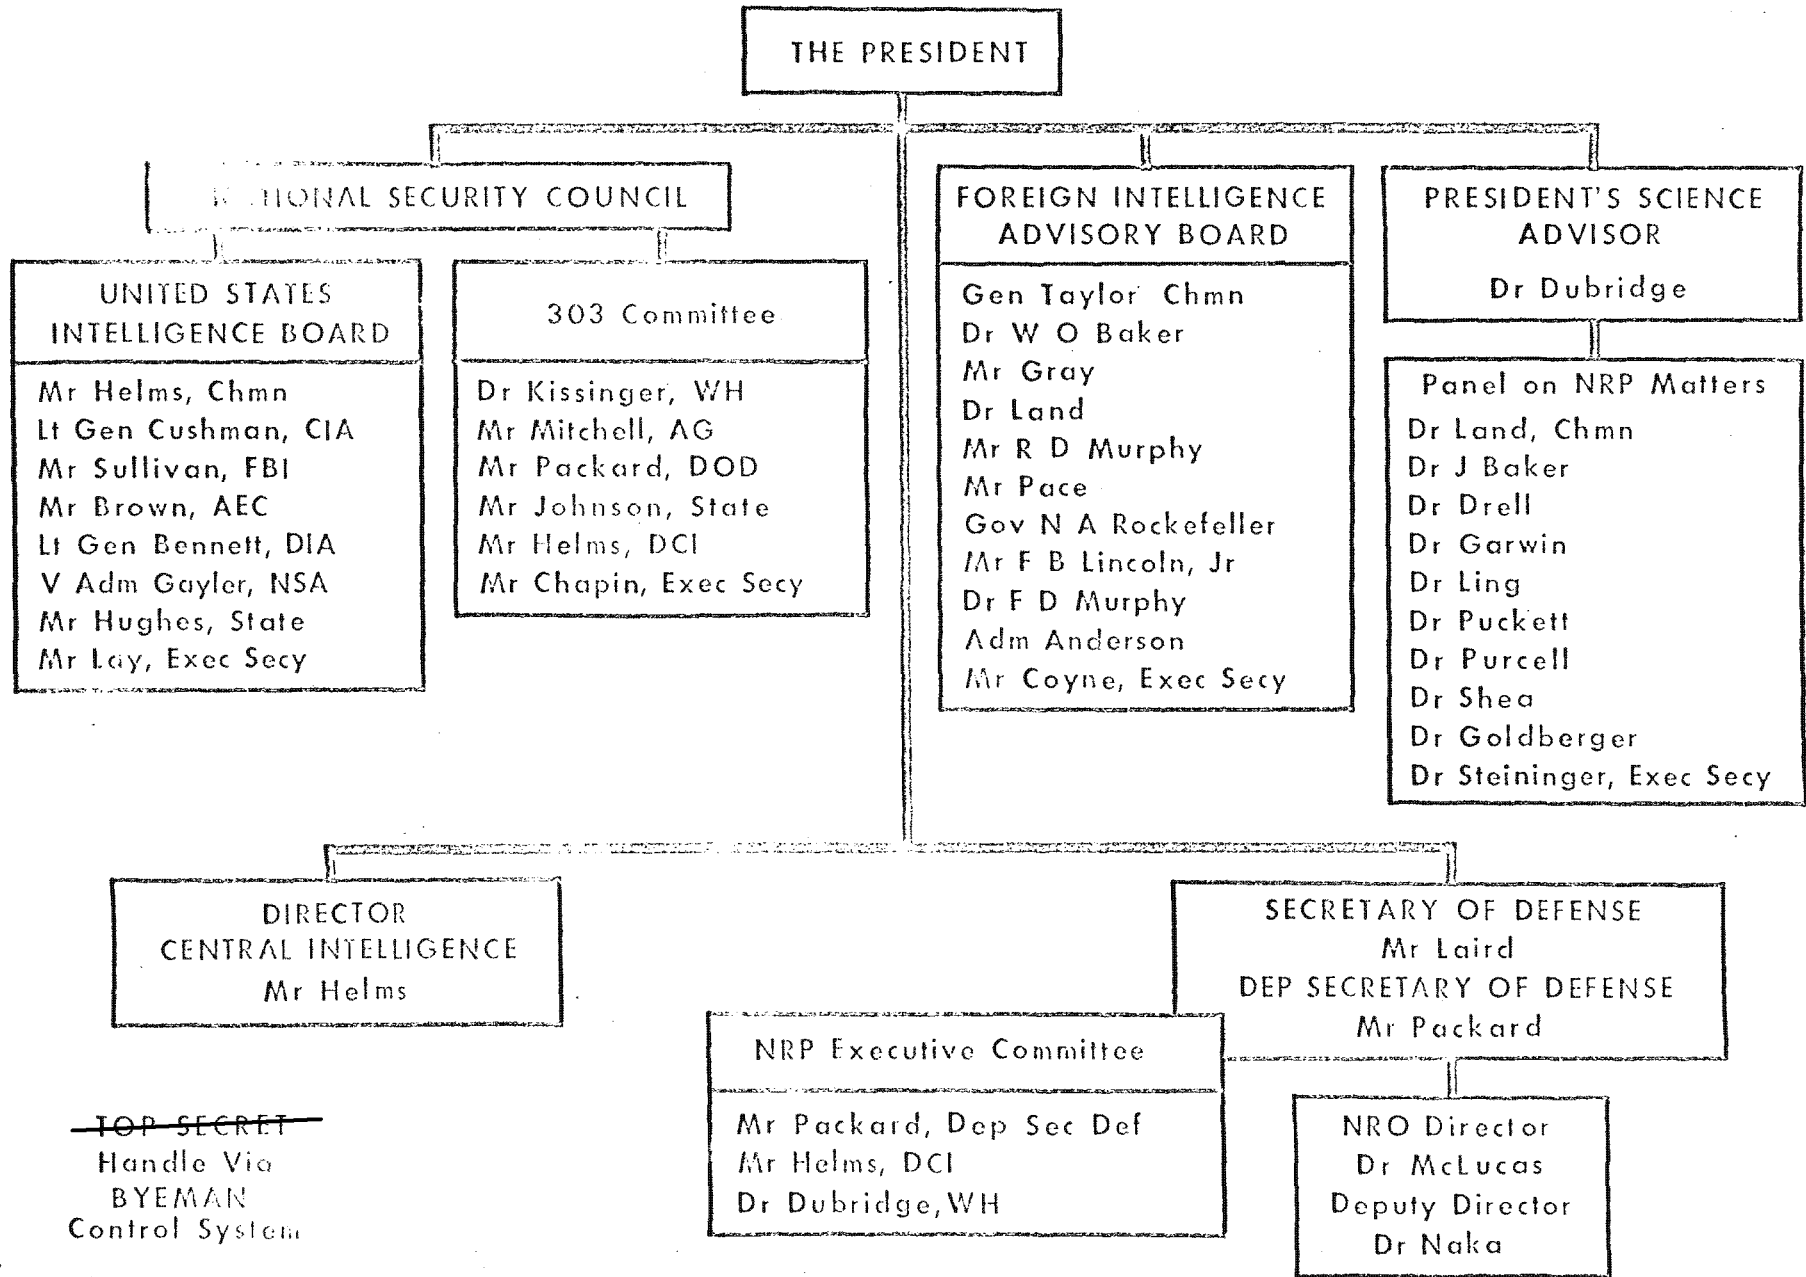 THE PRESIDENT
NATIONAL SECURITY COUNCIL
UNITED STATES
INTELLIGENCE BOARD
Mr Helms, Chmn
Lt Gen Cushman, CIA
Mr Sullivan, FBI
Mr Brown, AEC
Lt Gen Bennett, DIA
V Adm Gayler, NSA
Mr Hughes, State
Mr Lay, Exec Secy
303 Committee
Dr Kissinger, WH
Mr Mitchell, AG
Mr Packard, DOD
Mr Johnson, State
Mr Helms, DCI
Mr Chapin, Exec Secy
FOREIGN INTELLIGENCE
ADVISORY BOARD
Gen Taylor Chmn
Dr W O Baker
Mr Gray
Dr Land
Mr R D Murphy
Mr Pace
Gov N A Rockefeller
Mr F B Lincoln, Jr
Dr F D Murphy
Adm Anderson
Mr Coyne, Exec Secy
PRESIDENT'S SCIENCE
ADVISOR
Dr Dubridge
Panel on NRP Matters
Dr Land, Chmn
Dr J Baker
Dr Drell
Dr Garwin
Dr Ling
Dr Puckett
Dr Purcell
Dr Shea
Dr Goldberger
Dr Steininger, Exec Secy
DIRECTOR
CENTRAL INTELLIGENCE
Mr Helms
SECRETARY OF DEFENSE
Mr Laird
DEP SECRETARY OF DEFENSE
Mr Packard
NRP Executive Committee
Mr Packard, Dep Sec Def
Mr Helms, DCI
Dr Dubridge, WH
NRO Director
Dr McLucas
Deputy Director
Dr Naka
TOP SECRET
Handle Via
BYEMAN
Control System